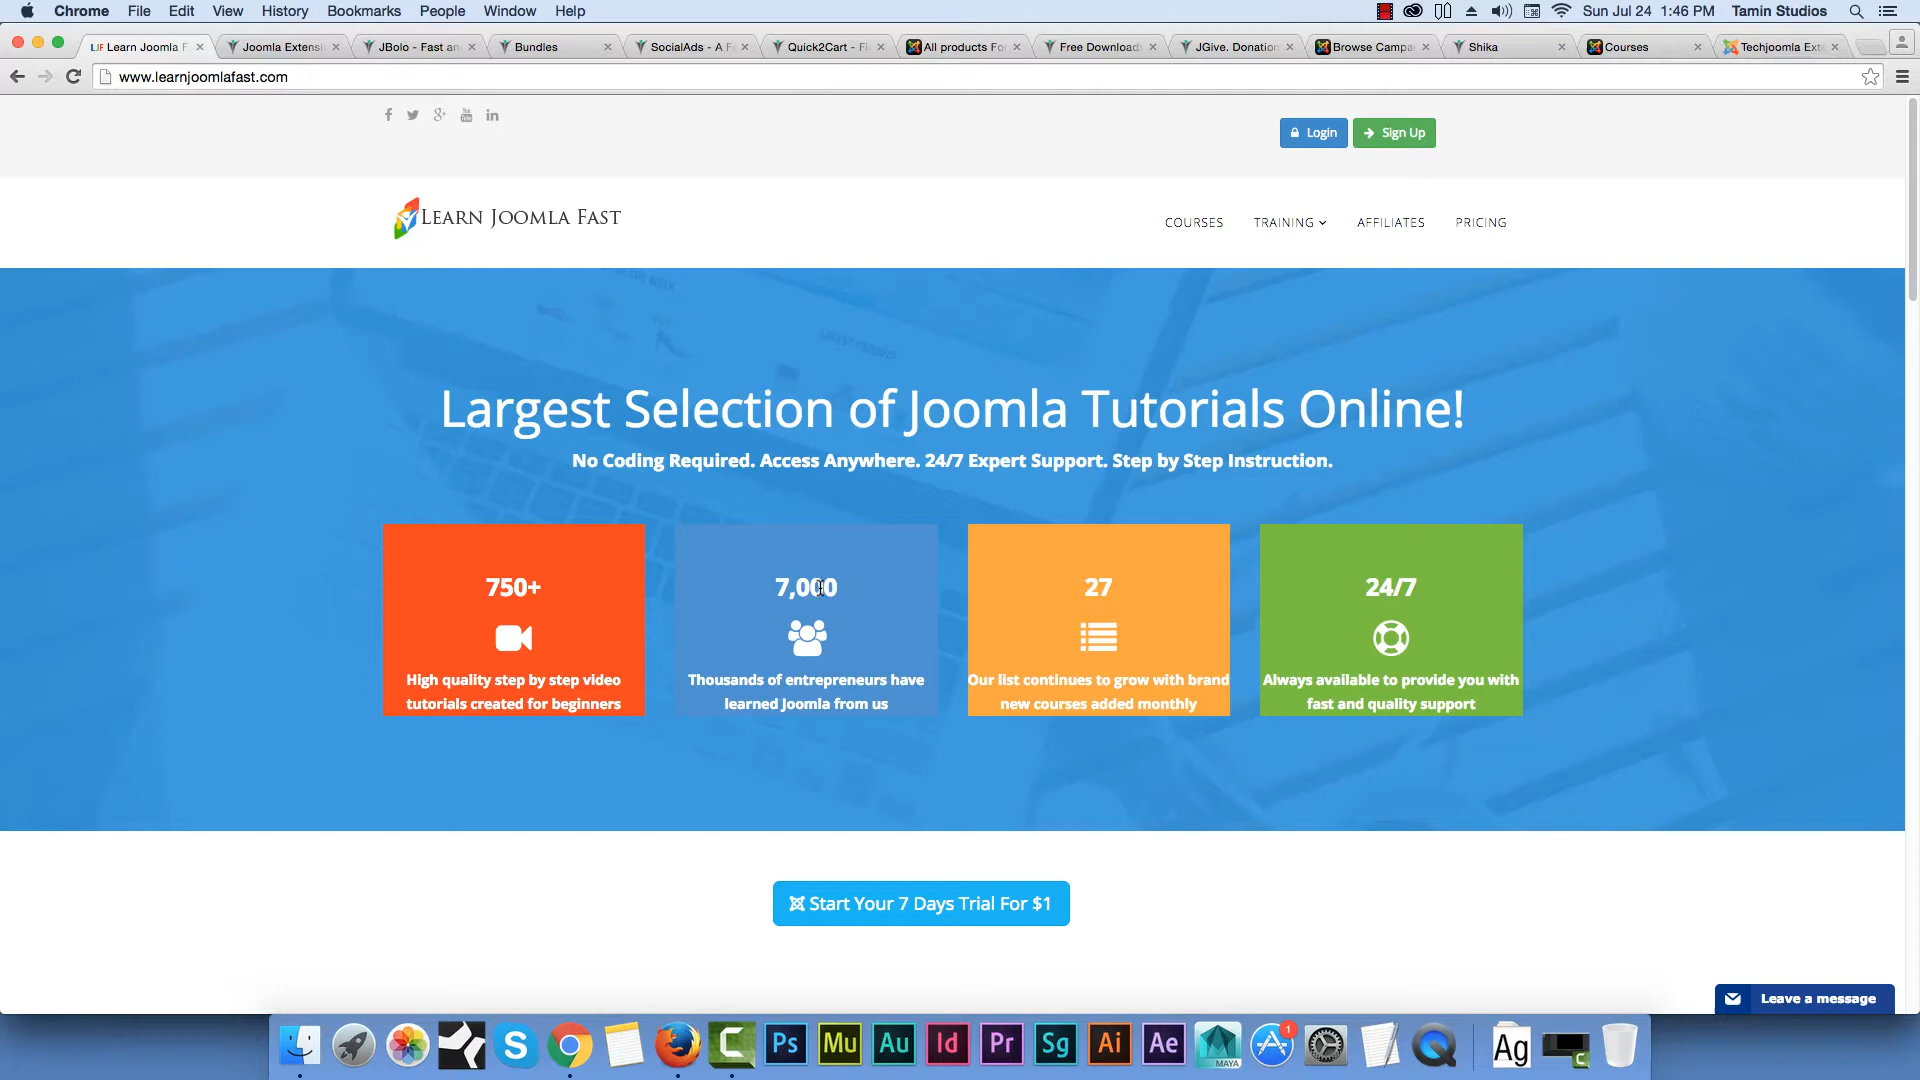 Chrome File Edit View History Bookmarks People Window Help Sun Jul 24 1:46 PM Tamin Studios
LJF Learn Joomla F Joomla Extensi JBolo - Fast an Bundles SocialAds - A F Quick2Cart - Fl All products Fo Free Download JGive. Donation Browse Campa Shika Courses Techjoomla Ext
www.learnjoomlafast.com
Login Sign Up
LEARN JOOMLA FAST
COURSES TRAINING AFFILIATES PRICING
Largest Selection of Joomla Tutorials Online!
No Coding Required. Access Anywhere. 24/7 Expert Support. Step by Step Instruction.
750+
High quality step by step video
tutorials created for beginners
7,000
Thousands of entrepreneurs have
learned Joomla from us
27
Our list continues to grow with brand
new courses added monthly
24/7
Always available to provide you with
fast and quality support
Start Your 7 Days Trial For $1
Leave a message
Ps Mu Au Id Pr Sg Ai Ae MAYA 1 Ag